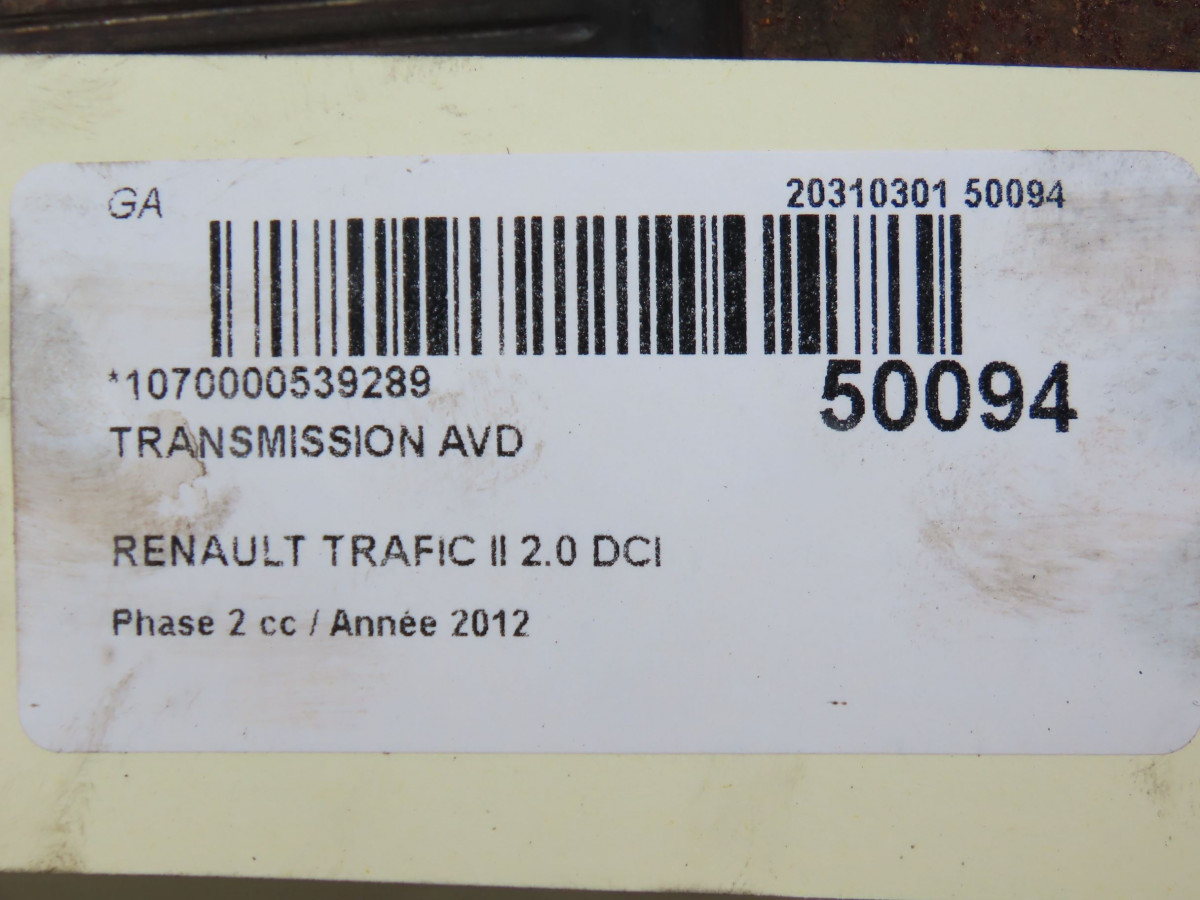 GA
20310301 50094
*1070000539289
50094
TRANSMISSION AVD
RENAULT TRAFIC II 2.0 DCI
Phase 2 cc / Année 2012